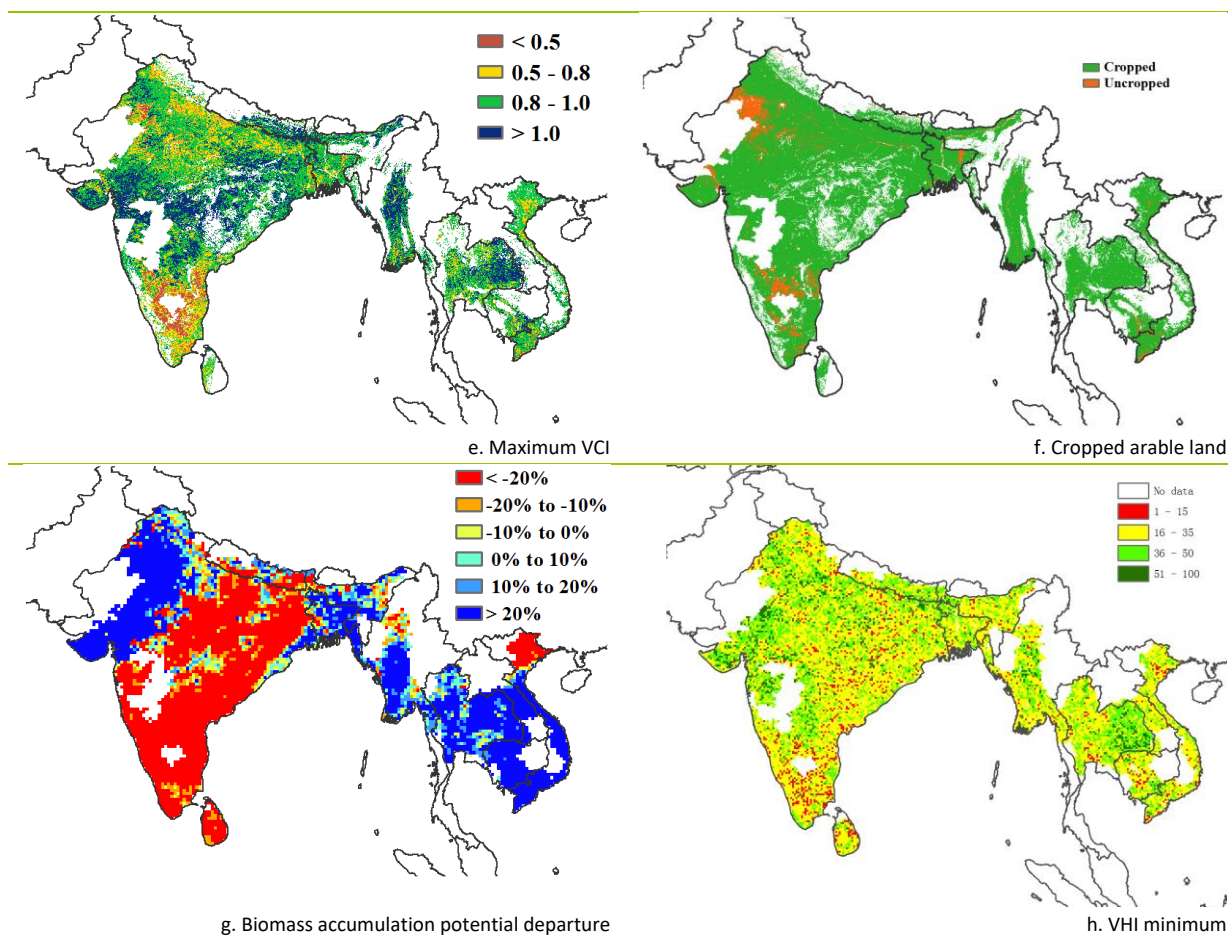 < 0.5
0.5 - 0.8
0.8 - 1.0
> 1.0
e. Maximum VCI
Cropped
Uncropped
f. Cropped arable land
< -20%
-20% to -10%
-10% to 0%
0% to 10%
10% to 20%
> 20%
g. Biomass accumulation potential departure
No data
1 - 15
16 - 35
36 - 50
51 - 100
h. VHI minimum